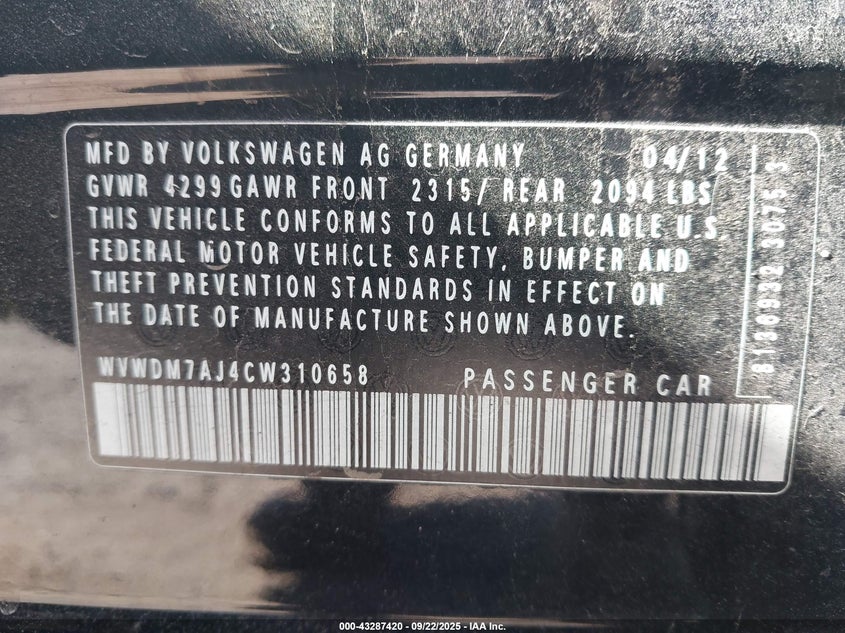 MFD BY VOLKSWAGEN AG GERMANY 04/12
GVWR 4299 GAWR FRONT 2315/ REAR 2094 LBS
THIS VEHICLE CONFORMS TO ALL APPLICABLE U.S.
FEDERAL MOTOR VEHICLE SAFETY, BUMPER AND
THEFT PREVENTION STANDARDS IN EFFECT ON
THE DATE OF MANUFACTURE SHOWN ABOVE.
WVWDM7AJ4CW310658 PASSENGER CAR
8136932 3075 3
000-43287420 - 09/22/2025 - IAA Inc.